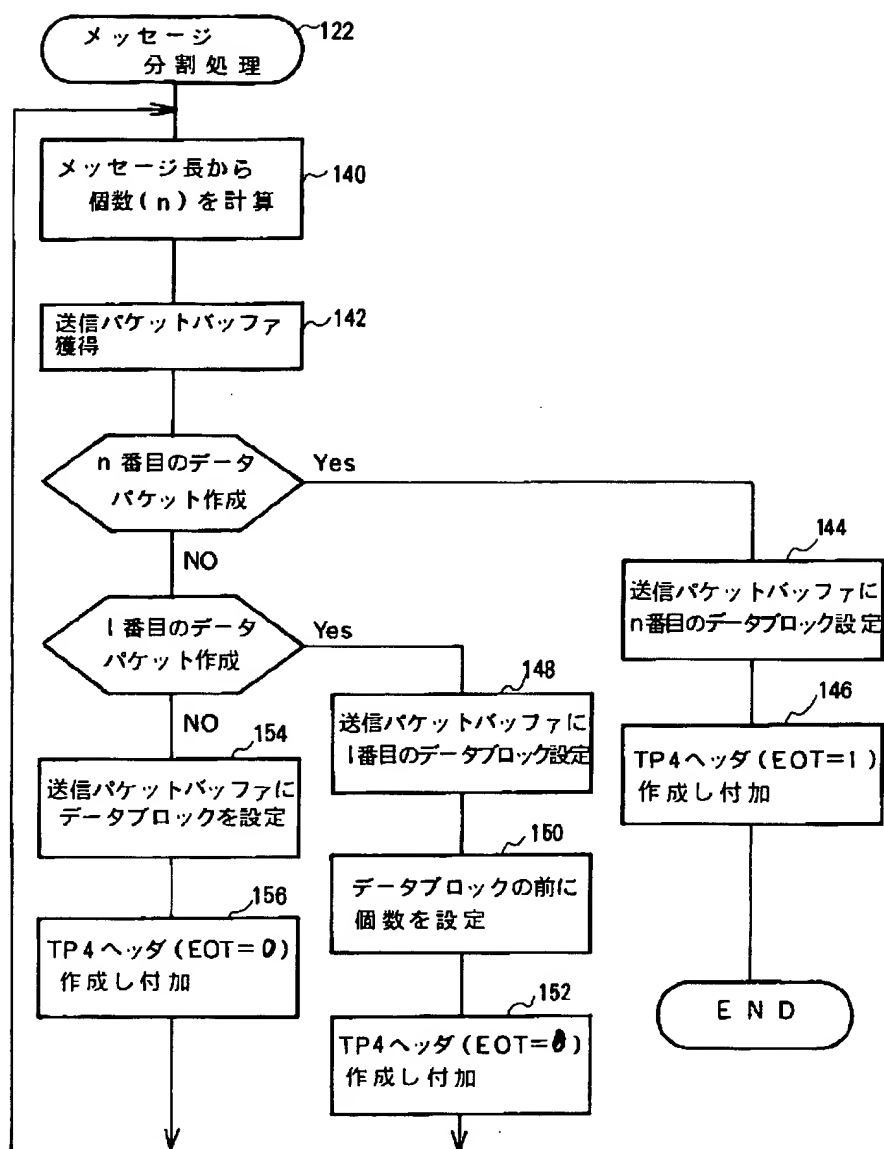 メッセージ
分割処理
122
メッセージ長から
個数(n)を計算
140
送信パケットバッファ
獲得
142
n番目のデータ
パケット作成
Yes
NO
1番目のデータ
パケット作成
Yes
NO
144
送信パケットバッファに
n番目のデータブロック設定
146
TP4ヘッダ(EOT=1)
作成し付加
END
148
送信パケットバッファに
1番目のデータブロック設定
150
データブロックの前に
個数を設定
152
TP4ヘッダ(EOT=0)
作成し付加
154
送信パケットバッファに
データブロックを設定
156
TP4ヘッダ(EOT=0)
作成し付加